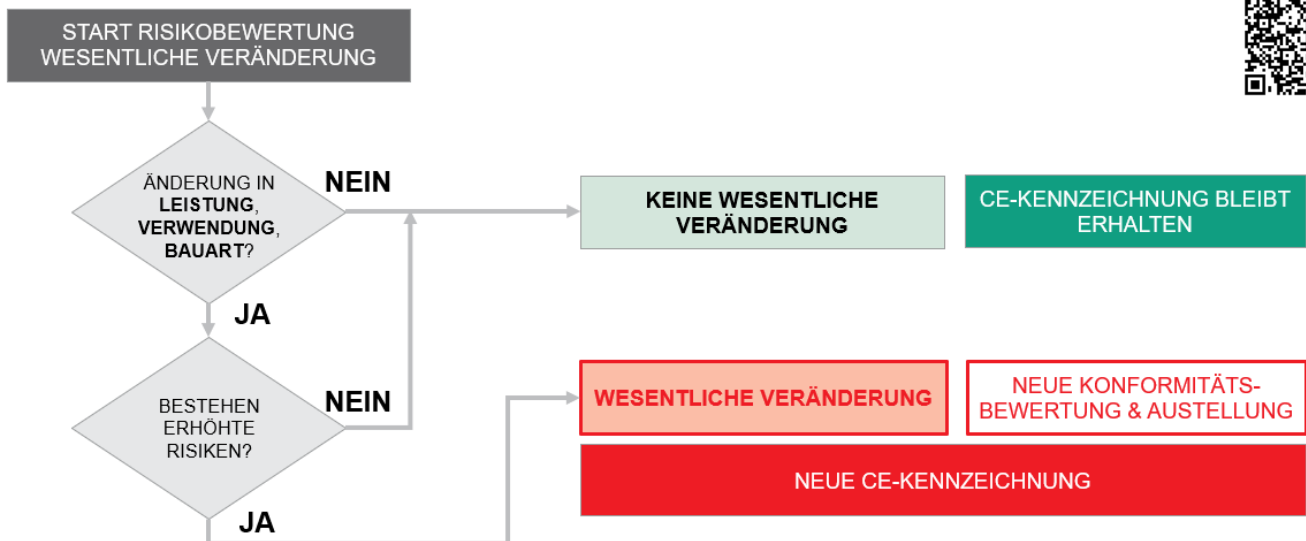 START RISIKOBEWERTUNG
WESENTLICHE VERÄNDERUNG
ÄNDERUNG IN
LEISTUNG,
VERWENDUNG,
BAUART?
NEIN
KEINE WESENTLICHE
VERÄNDERUNG
CE-KENNZEICHNUNG BLEIBT
ERHALTEN
JA
BESTEHEN
ERHÖHTE
RISIKEN?
NEIN
WESENTLICHE VERÄNDERUNG
NEUE KONFORMITÄTS-
BEWERTUNG & AUSTELLUNG
NEUE CE-KENNZEICHNUNG
JA